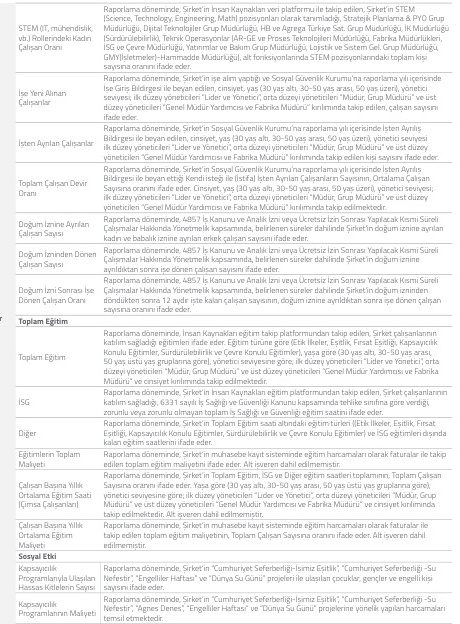 STEM (IT, mühendislik,
vb.) Rollerindeki Kadın
Çalışan Oranı
Raporlama döneminde, Şirket'in İnsan Kaynakları veri platformu ile takip edilen, Şirket'in STEM
(Science, Technology, Engineering, Math) pozisyonları olarak tanımladığı, Stratejik Planlama & PYO Grup
Müdürlüğü, Dijital Teknolojiler Grup Müdürlüğü, HB ve Agrega Türkiye Sat. Grup Müdürlüğü, İK Müdürlüğü
(Sürdürülebilirlik), Teknik Operasyonlar (AR-GE ve Proses Teknolojileri Müdürlüğü, Fabrika Müdürlükleri,
İSG ve Çevre Müdürlüğü, Yatırımlar ve Bakım Grup Müdürlüğü, Lojistik ve Sistem Gel. Grup Müdürlüğü,
GMY(İşletmeler)-Hammadde Müdürlüğü), alt fonksiyonlarında STEM pozisyonlarındaki toplam kişi
sayısına oranını ifade eder.
İşe Yeni Alınan
Çalışanlar
Raporlama döneminde, Şirket'in işe alım yaptığı ve Sosyal Güvenlik Kurumu'na raporlama yılı içerisinde
İşe Giriş Bildirgesi ile beyan edilen, cinsiyet, yaş (30 yaş altı, 30-50 yaş arası, 50 yaş üzeri), yönetici
seviyesi, ilk düzey yöneticileri "Lider ve Yönetici", orta düzeyi yöneticileri "Müdür, Grup Müdürü" ve üst
düzey yöneticileri "Genel Müdür Yardımcısı ve Fabrika Müdürü" kırılımında takip edilen, çalışan sayısını
ifade eder.
İşten Ayrılan Çalışanlar
Raporlama döneminde, Şirket'in Sosyal Güvenlik Kurumu'na raporlama yılı içerisinde İşten Ayrılış
Bildirgesi ile beyan edilen, cinsiyet, yaş (30 yaş altı, 30-50 yaş arası, 50 yaş üzeri), yönetici seviyesi
ilk düzey yöneticileri "Lider ve Yönetici", orta düzey yöneticileri "Müdür, Grup Müdürü" ve üst düzey
yöneticileri "Genel Müdür Yardımcısı ve Fabrika Müdürü" kırılımında takip edilen kişi sayısını ifade eder.
Toplam Çalışan Devir
Oranı
Raporlama döneminde, Şirket'in Sosyal Güvenlik Kurumu'na raporlama yılı içerisinde İşten Ayrılış
Bildirgesi ile beyan ettiği Kendi isteği ile (İstifa) İşten Ayrılan Çalışanların Sayısının, Ortalama Çalışan
Sayısına oranını ifade eder. Cinsiyet, yaş (30 yaş altı, 30-50 yaş arası, 50 yaş üzeri), yönetici seviyesi;
ilk düzey yöneticileri "Lider ve Yönetici", orta düzey yöneticileri "Müdür, Grup Müdürü" ve üst düzey
yöneticileri "Genel Müdür Yardımcısı ve Fabrika Müdürü" kırılımında takip edilmektedir.
Doğum İznine Ayrılan
Çalışan Sayısı
Raporlama döneminde, 4857 İş Kanunu ve Analık İzni veya Ücretsiz İzin Sonrası Yapılacak Kısmi Süreli
Çalışmalar Hakkında Yönetmelik kapsamında, belirlenen süreler dahilinde Şirket'in doğum iznine ayrılan
kadın ve babalık iznine ayrılan erkek çalışan sayısını ifade eder.
Doğum İzninden Dönen
Çalışan Sayısı
Raporlama döneminde, 4857 İş Kanunu ve Analık İzni veya Ücretsiz İzin Sonrası Yapılacak Kısmi Süreli
Çalışmalar Hakkında Yönetmelik kapsamında, belirlenen süreler dahilinde Şirket'in doğum iznine
ayrıldıktan sonra işe dönen çalışan sayısını ifade eder.
Doğum İzni Sonrası İşe
Dönen Çalışan Oranı
Raporlama döneminde, 4857 İş Kanunu ve Analık İzni veya Ücretsiz İzin Sonrası Yapılacak Kısmi Süreli
Çalışmalar Hakkında Yönetmelik kapsamında, belirlenen süreler dahilinde Şirket'in doğum izninden
döndükten sonra 12 aydır işte kalan çalışan sayısının, doğum iznine ayrıldıktan sonra işe dönen çalışan
sayısına oranını ifade eder.
Toplam Eğitim
Toplam Eğitim
Raporlama döneminde, İnsan Kaynakları eğitim takip platformundan takip edilen, Şirket çalışanlarının
katılım sağladığı eğitimleri ifade eder. Eğitim türüne göre (Etik İlkeler, Eşitlik, Fırsat Eşitliği, Kapsayıcılık
Konulu Eğitimler, Sürdürülebilirlik ve Çevre Konulu Eğitimler), yaşa göre (30 yaş altı, 30-50 yaş arası,
50 yaş üstü yaş gruplarına göre), yönetici seviyesine göre; ilk düzey yöneticileri "Lider ve Yönetici", orta
düzeyi yöneticileri "Müdür, Grup Müdürü" ve üst düzey yöneticileri "Genel Müdür Yardımcısı ve Fabrika
Müdürü" ve cinsiyet kırılımında takip edilmektedir.
İSG
Raporlama döneminde, Şirket'in İnsan Kaynakları eğitim platformundan takip edilen, Şirket çalışanlarının
katılım sağladığı, 6331 sayılı İş Sağlığı ve Güvenliği Kanunu kapsamında tehlike sınıfına göre verdiği,
zorunlu veya zorunlu olmayan toplam İş Sağlığı ve Güvenliği eğitim saatini ifade eder.
Diğer
Raporlama döneminde, Şirket'in Toplam Eğitim saati altındaki eğitim türleri ((Etik İlkeler, Eşitlik, Fırsat
Eşitliği, Kapsayıcılık Konulu Eğitimler, Sürdürülebilirlik ve Çevre Konulu Eğitimler) ve İSG eğitimleri dışında
kalan eğitim saatlerini ifade eder.
Eğitimlerin Toplam
Maliyeti
Raporlama döneminde, Şirket'in muhasebe kayıt sisteminde eğitim harcamaları olarak faturalar ile takip
edilen toplam eğitim maliyetini ifade eder. Alt işveren dahil edilmemiştir.
Çalışan Başına Yıllık
Ortalama Eğitim Saati
(Çimsa Çalışanları)
Raporlama döneminde, Şirket'in Toplam Eğitim, İSG ve Diğer eğitim saatleri toplamının, Toplam Çalışan
Sayısına oranını ifade eder. Yaşa göre (30 yaş altı, 30-50 yaş arası, 50 yaş üstü yaş gruplarına göre),
yönetici seviyesine göre; ilk düzey yöneticileri "Lider ve Yönetici", orta düzey yöneticileri "Müdür, Grup
Müdürü" ve üst düzey yöneticileri "Genel Müdür Yardımcısı ve Fabrika Müdürü" ve cinsiyet kırılımında
takip edilmektedir. Alt işveren dahil edilmemiştir.
Çalışan Başına Yıllık
Ortalama Eğitim
Maliyeti
Raporlama döneminde, Şirket'in muhasebe kayıt sisteminde eğitim harcamaları olarak faturalar ile
takip edilen toplam eğitim maliyetinin, Toplam Çalışan Sayısına oranını ifade eder. Alt işveren dahil
edilmemiştir.
Sosyal Etki
Kapsayıcılık
Programlarıyla Ulaşılan
Hassas Kitlelerin Sayısı
Raporlama döneminde, Şirket'in "Cumhuriyet Seferberliği-İşimiz Eşitlik", "Cumhuriyet Seferberliği -Su
Nefestir", "Engelliler Haftası" ve "Dünya Su Günü" projeleri ile ulaşılan çocuklar, gençler ve engelli kişi
sayısını ifade eder.
Kapsayıcılık
Programlarının Maliyeti
Raporlama döneminde, Şirket'in "Cumhuriyet Seferberliği-İşimiz Eşitlik", "Cumhuriyet Seferberliği -Su
Nefestir", "Agnes Denes", "Engelliler Haftası" ve "Dünya Su Günü" projelerine yönelik yapılan harcamaları
temsil etmektedir.